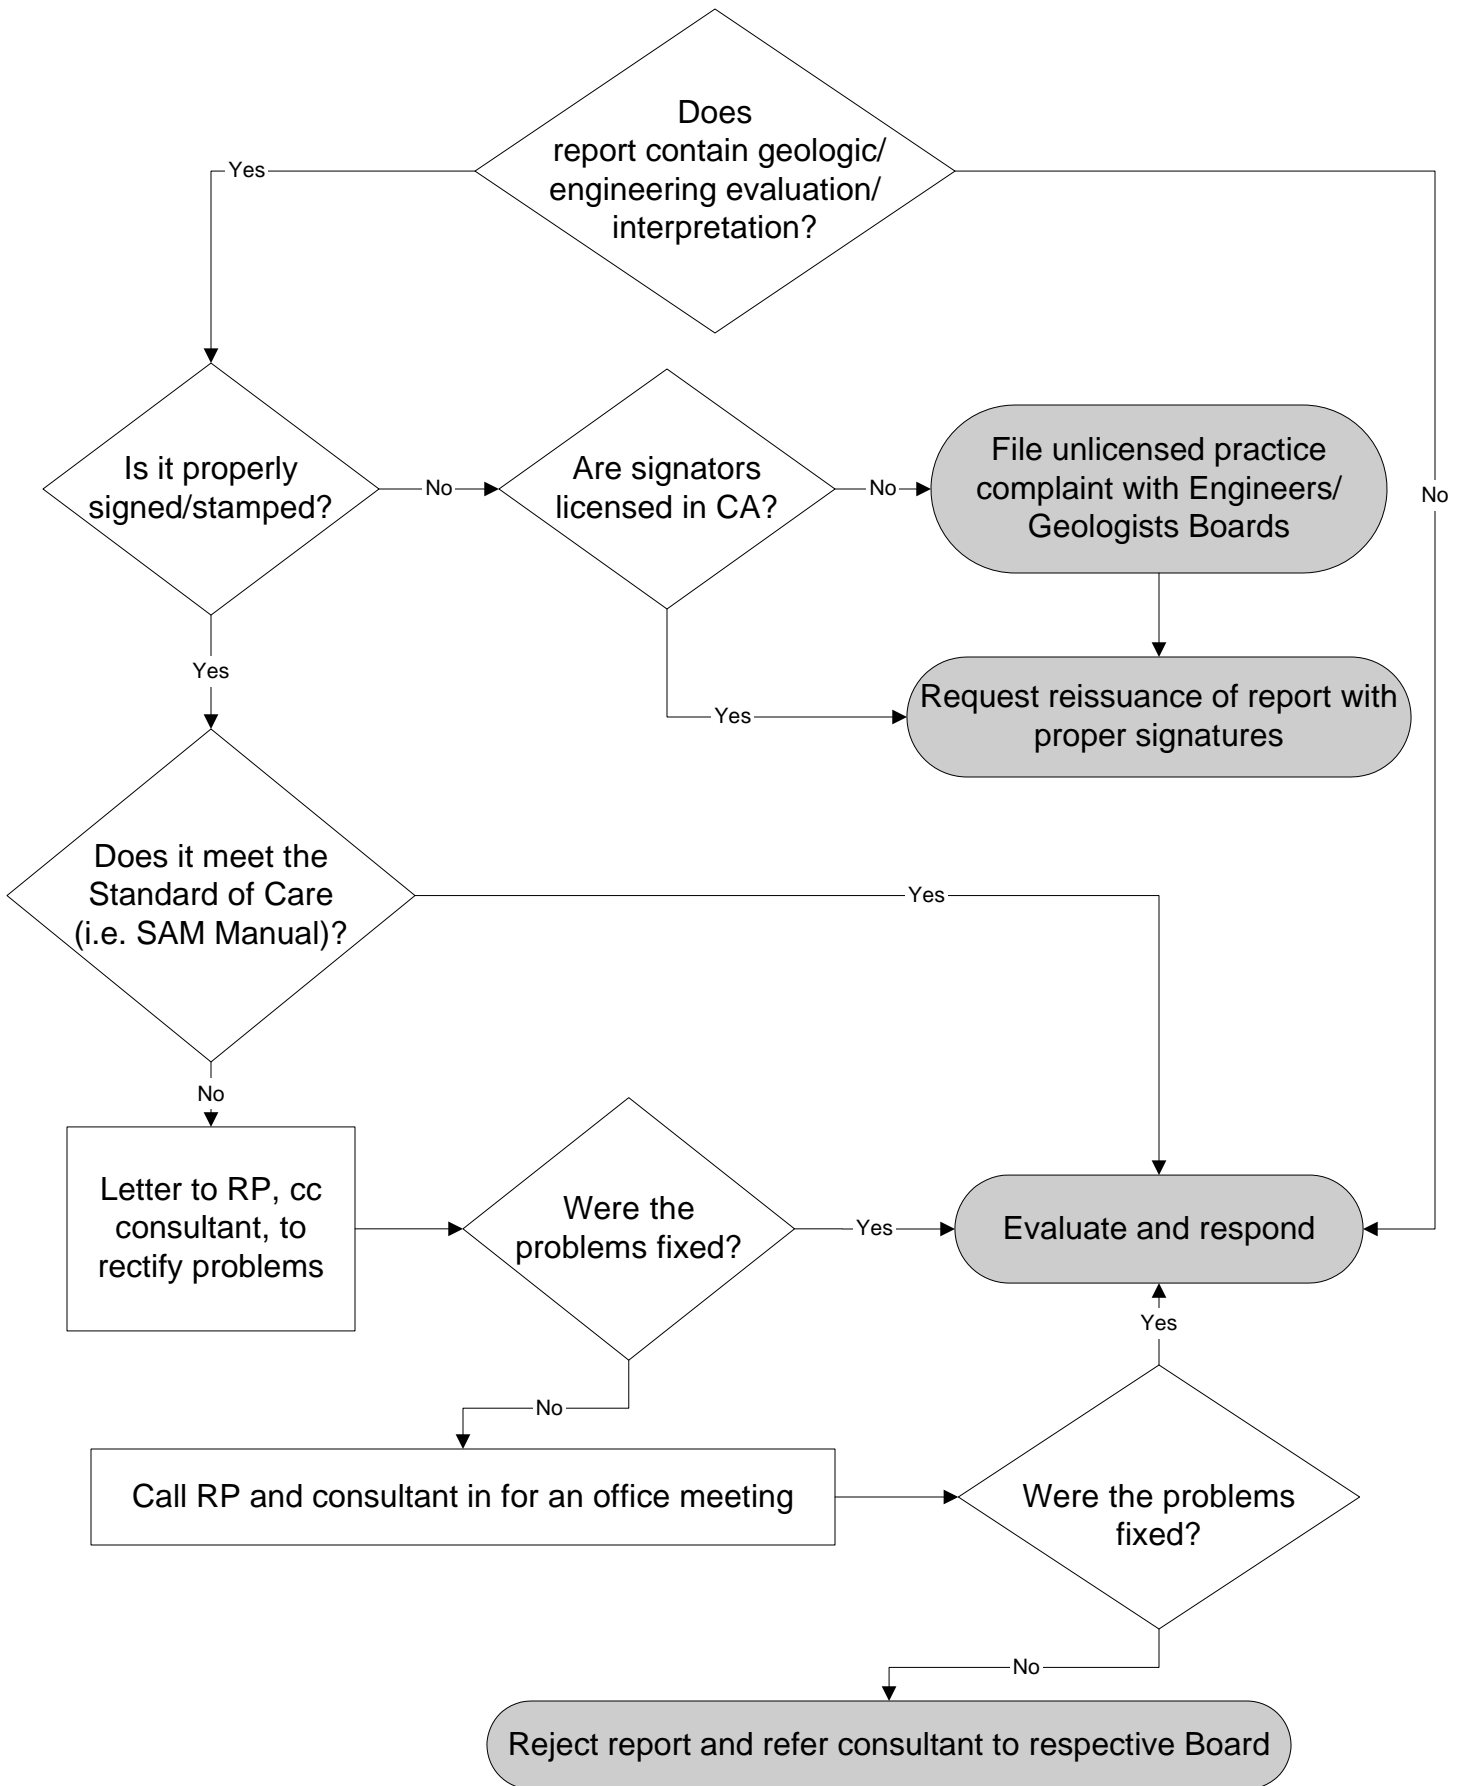 Does
report contain geologic/
engineering evaluation/
interpretation?
Yes
No
Is it properly
signed/stamped?
No
Are signators
licensed in CA?
No
File unlicensed practice
complaint with Engineers/
Geologists Boards
Yes
Yes
Request reissuance of report with
proper signatures
Does it meet the
Standard of Care
(i.e. SAM Manual)?
Yes
No
Letter to RP, cc
consultant, to
rectify problems
Were the
problems fixed?
Yes
Evaluate and respond
Yes
No
Call RP and consultant in for an office meeting
Were the problems
fixed?
No
Reject report and refer consultant to respective Board